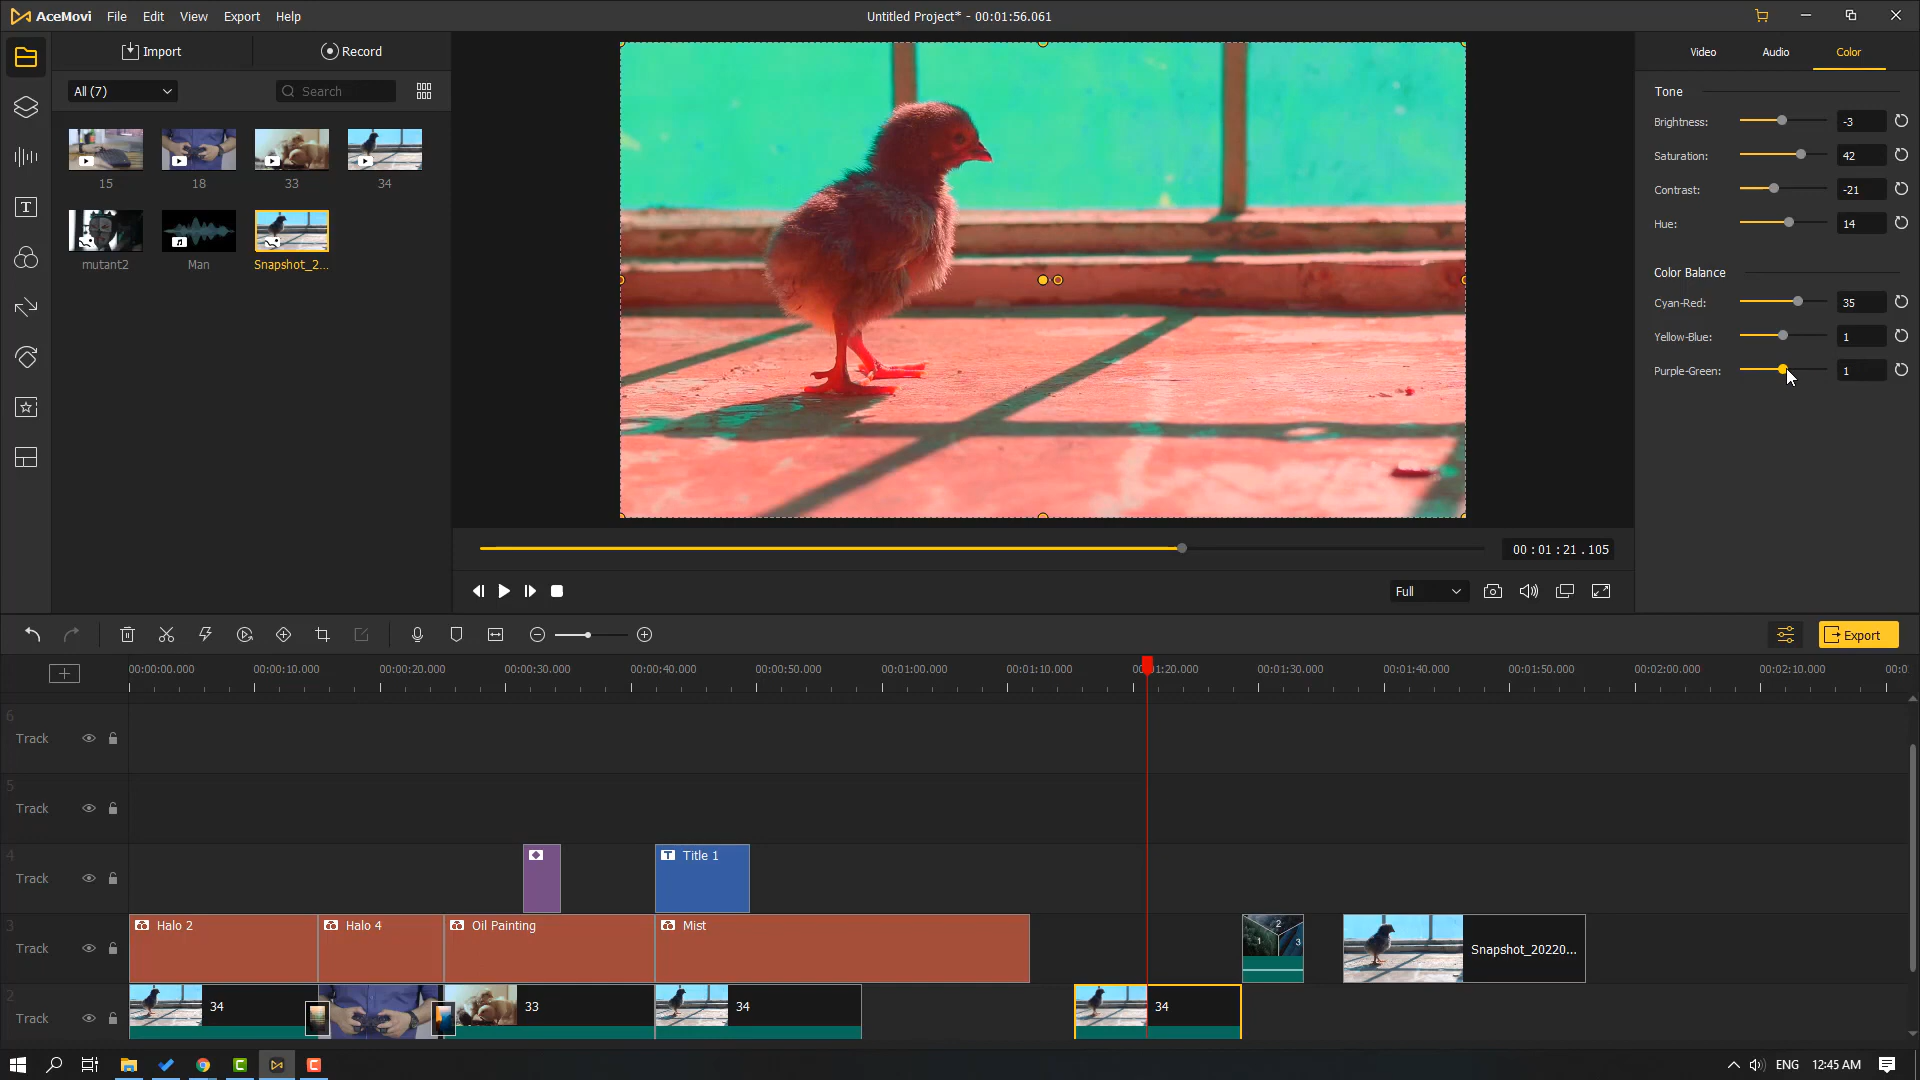 AceMovi File Edit View Export Help Untitled Project* - 00:01:56.061
Import Record
All (7) Search
15 18 33 34
mutant2 Man Snapshot_2...
Video Audio Color
Tone
Brightness: -3
Saturation: 42
Contrast: -21
Hue: 14
Color Balance
Cyan-Red: 35
Yellow-Blue: 1
Purple-Green: 1
00 : 01 : 21 . 105
Full
Export
00:00:00.000 00:00:10.000 00:00:20.000 00:00:30.000 00:00:40.000 00:00:50.000 00:01:00.000 00:01:10.000 00:01:20.000 00:01:30.000 00:01:40.000 00:01:50.000 00:02:00.000 00:02:10.000 00:0
6
Track
5
Track
4
Track
Title 1
3
Track
Halo 2 Halo 4 Oil Painting Mist
1 2 3
Snapshot_20220...
2
Track
34 33 34 34
ENG 12:45 AM